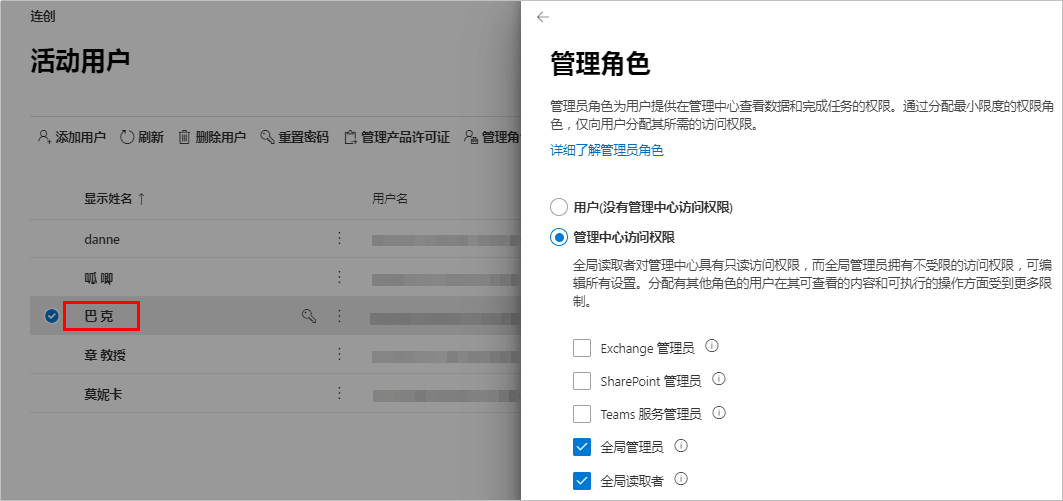 连创
活动用户
添加用户 刷新 删除用户 重置密码 管理产品许可证 管理角
显示姓名 ↑ 用户名
danne
呱 唧
巴 克
章 教授
莫妮卡
←
管理角色
管理员角色为用户提供在管理中心查看数据和完成任务的权限。通过分配最小限度的权限角
色，仅向用户分配其所需的访问权限。
详细了解管理员角色
用户(没有管理中心访问权限)
管理中心访问权限
全局读取者对管理中心具有只读访问权限，而全局管理员拥有不受限的访问权限，可编
辑所有设置。分配有其他角色的用户在其可查看的内容和可执行的操作方面受到更多限
制。
Exchange 管理员
SharePoint 管理员
Teams 服务管理员
全局管理员
全局读取者